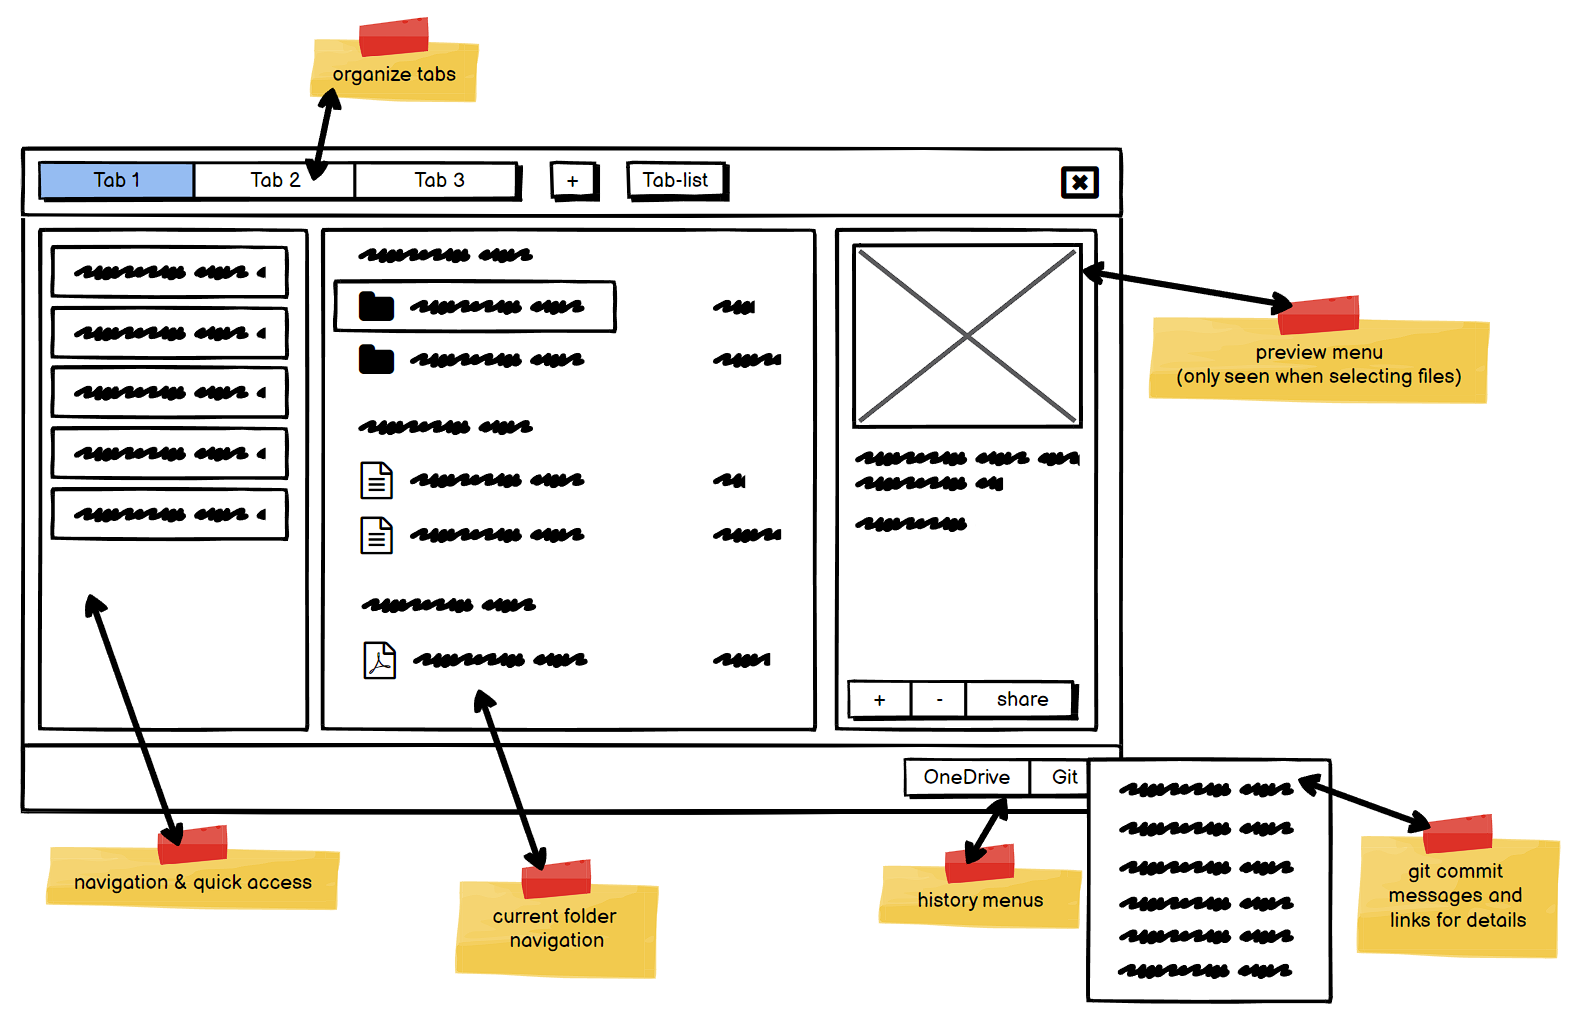 organize tabs
Tab 1
Tab 2
Tab 3
+
Tab-list
preview menu
(only seen when selecting files)
+
-
share
OneDrive
Git
navigation & quick access
current folder
navigation
history menus
git commit
messages and
links for details